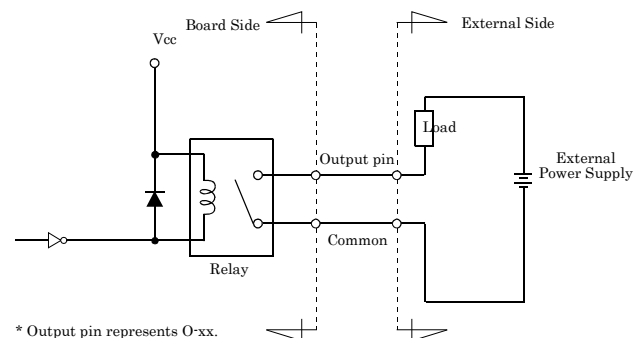 Board Side
External Side
Vcc
Load
Output pin
External
Power Supply
Common
Relay
* Output pin represents O-xx.